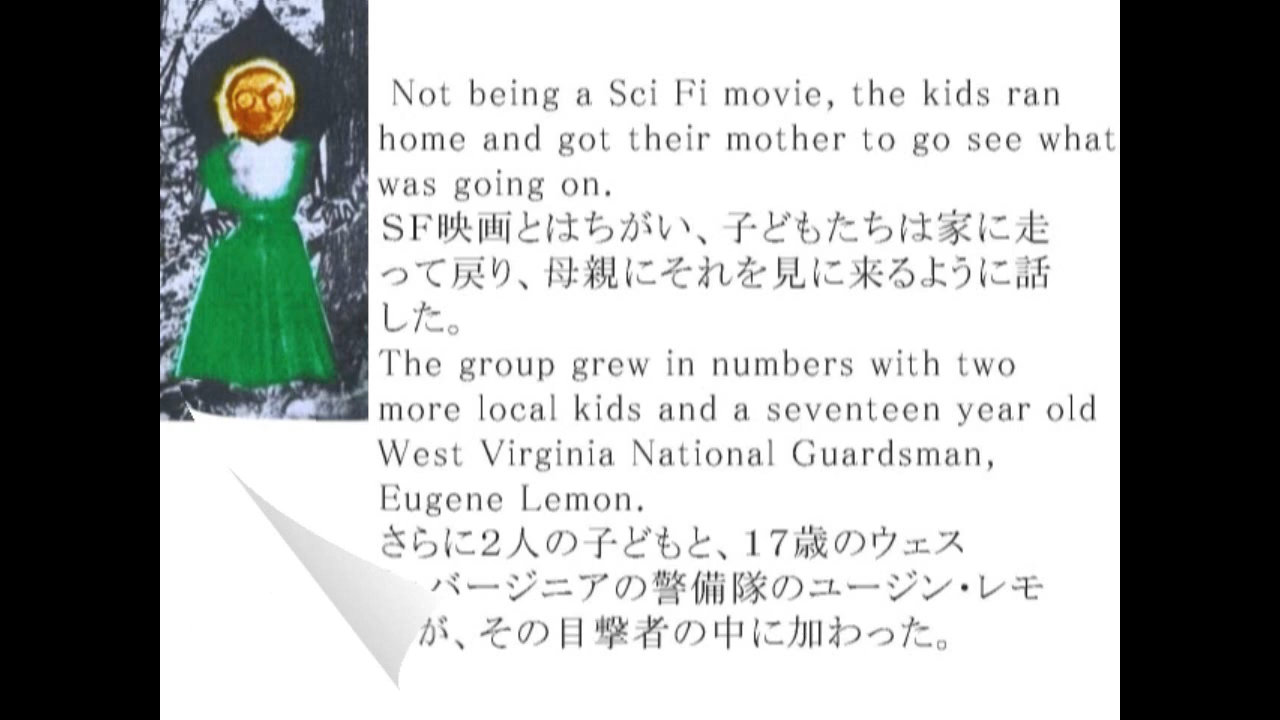 Not being a Sci Fi movie, the kids ran
home and got their mother to go see what
was going on.
ＳＦ映画とはちがい、子どもたちは家に走
って戻り、母親にそれを見に来るように話
した。
The group grew in numbers with two
more local kids and a seventeen year old
West Virginia National Guardsman,
Eugene Lemon.
さらに２人の子どもと、１７歳のウェス
バージニアの警備隊のユージン・レモ
が、その目撃者の中に加わった。